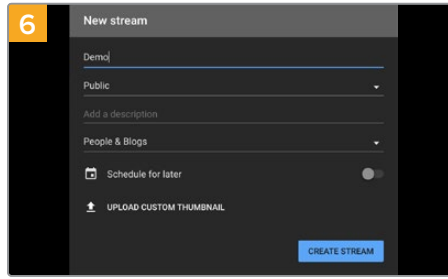 6
New stream
Demo
Public
Add a description
People & Blogs
Schedule for later
UPLOAD CUSTOM THUMBNAIL
CREATE STREAM